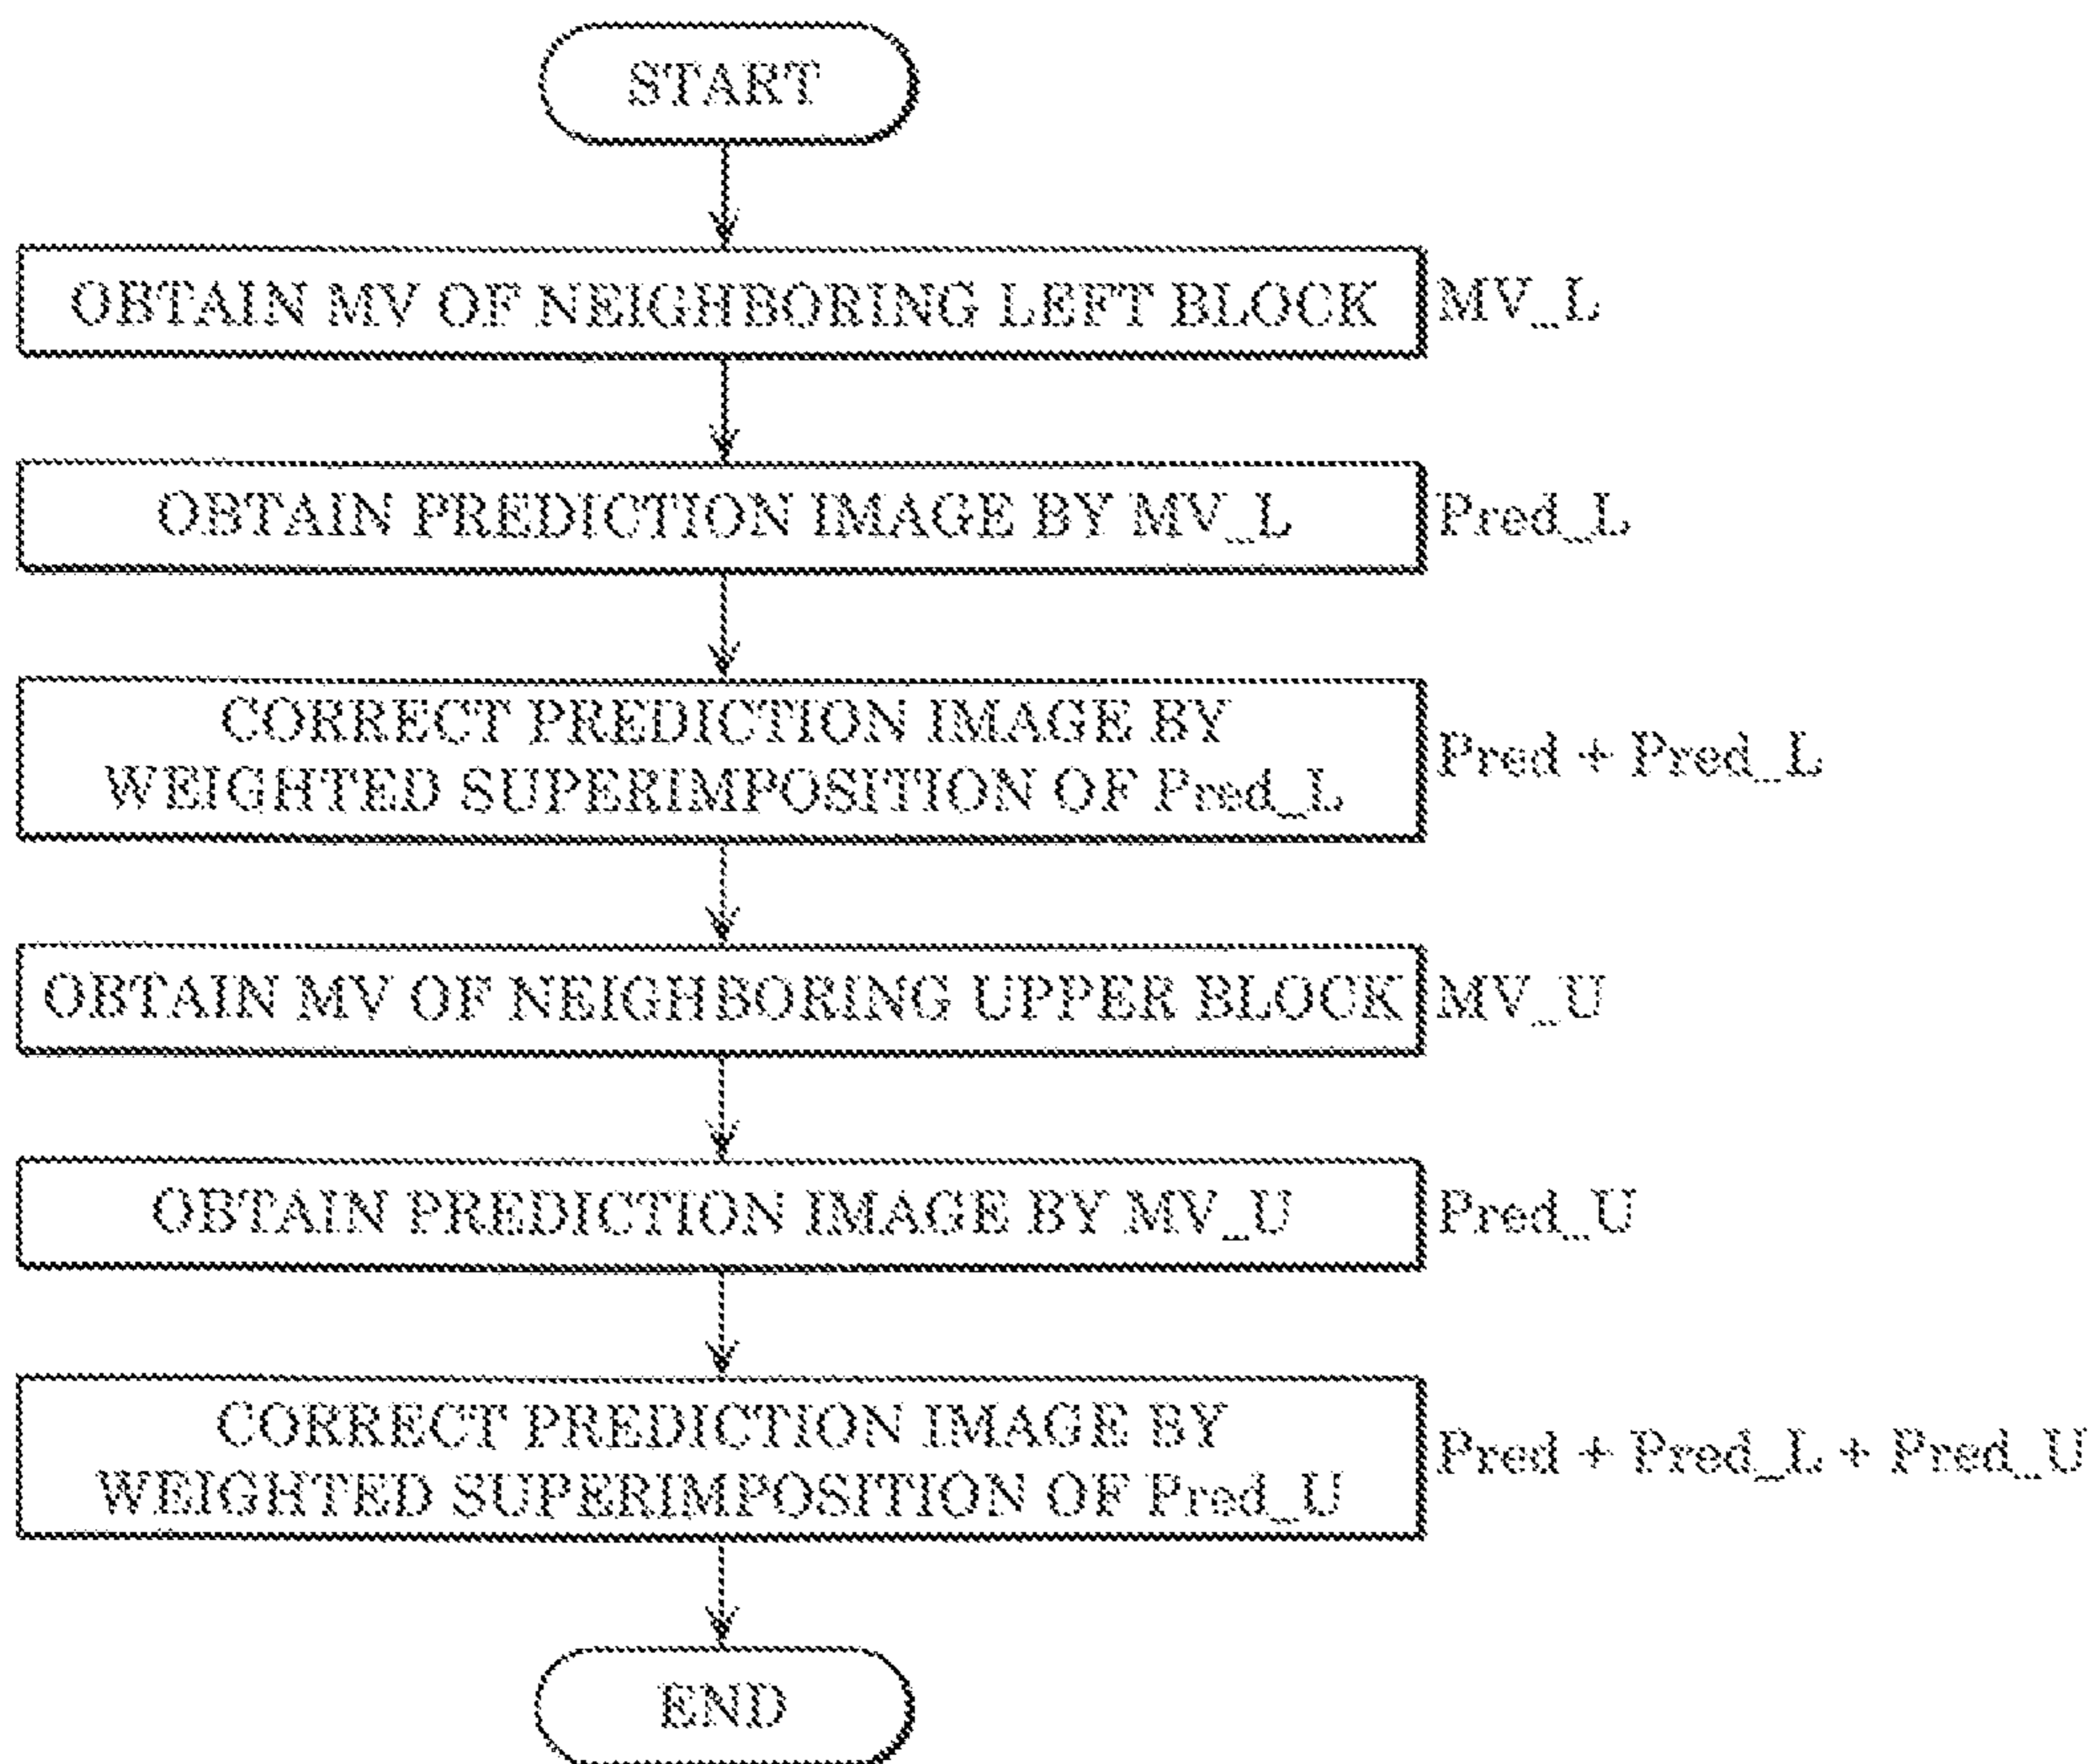 START
OBTAIN MV OF NEIGHBORING LEFT BLOCK
MV_L
OBTAIN PREDICTION IMAGE BY MV_L
Pred_L
CORRECT PREDICTION IMAGE BY
WEIGHTED SUPERIMPOSITION OF Pred_L
Pred + Pred_L
OBTAIN MV OF NEIGHBORING UPPER BLOCK
MV_U
OBTAIN PREDICTION IMAGE BY MV_U
Pred_U
CORRECT PREDICTION IMAGE BY
WEIGHTED SUPERIMPOSITION OF Pred_U
Pred + Pred_L + Pred_U
END